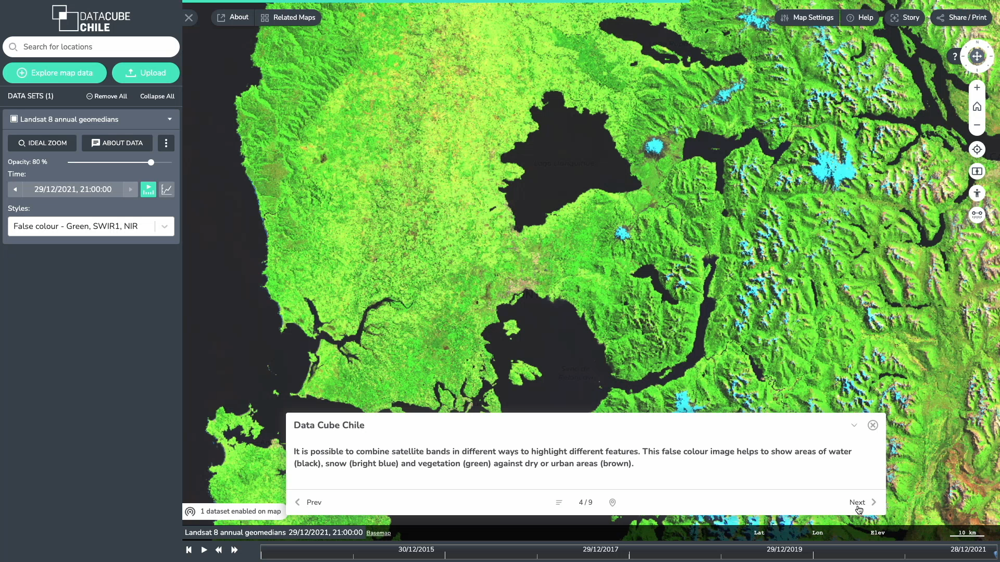 DATACUBE
CHILE
Search for locations
Explore map data
Upload
DATA SETS (1)
Remove All
Collapse All
Landsat 8 annual geomedians
IDEAL ZOOM
ABOUT DATA
Opacity: 80 %
Time:
29/12/2021, 21:00:00
Styles:
False colour - Green, SWIR1, NIR
About
Related Maps
Map Settings
Help
Story
Share / Print
N
?
Lago Llanquihue
Seno de
Data Cube Chile
It is possible to combine satellite bands in different ways to highlight different features. This false colour image helps to show areas of water
(black), snow (bright blue) and vegetation (green) against dry or urban areas (brown).
Prev
4 / 9
Next
1 dataset enabled on map
Landsat 8 annual geomedians 29/12/2021, 21:00:00 Basemap
Lat
Lon
Elev
10 km
30/12/2015
29/12/2017
29/12/2019
28/12/2021